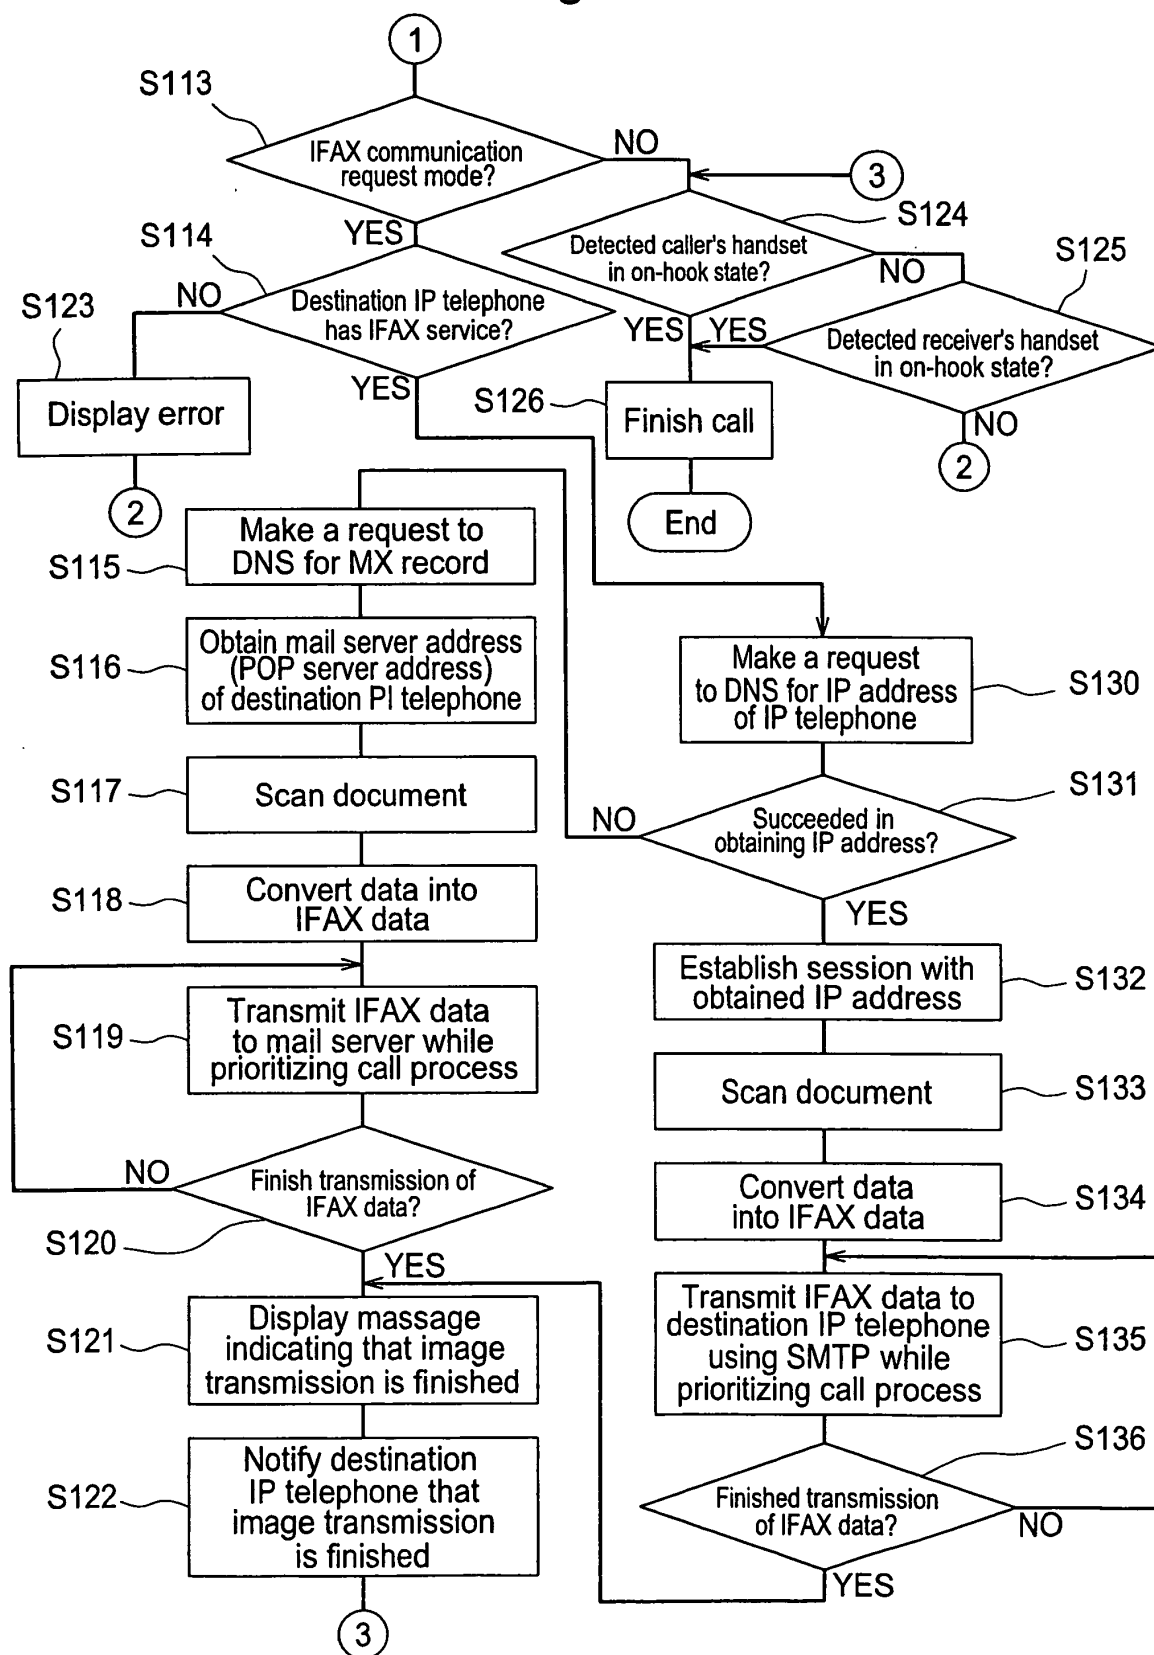 g
1
S113
IFAX communication
request mode?
NO
3
YES
S124
S114
Detected caller's handset
in on-hook state?
NO
S125
NO
Destination IP telephone
has IFAX service?
S123
YES
YES
Detected receiver's handset
in on-hook state?
YES
Display error
S126
Finish call
NO
2
2
End
Make a request to
DNS for MX record
S115
Obtain mail server address
(POP server address)
of destination PI telephone
S116
Make a request
to DNS for IP address
of IP telephone
S130
S117
Scan document
S131
NO
Succeeded in
obtaining IP address?
S118
Convert data into
IFAX data
YES
Establish session with
obtained IP address
S132
S119
Transmit IFAX data
to mail server while
prioritizing call process
Scan document
S133
NO
Finish transmission of
IFAX data?
Convert data
into IFAX data
S134
S120
YES
Display massage
indicating that image
transmission is finished
S121
Transmit IFAX data to
destination IP telephone
using SMTP while
prioritizing call process
S135
S136
Notify destination
IP telephone that
image transmission
is finished
S122
Finished transmission
of IFAX data?
NO
YES
3